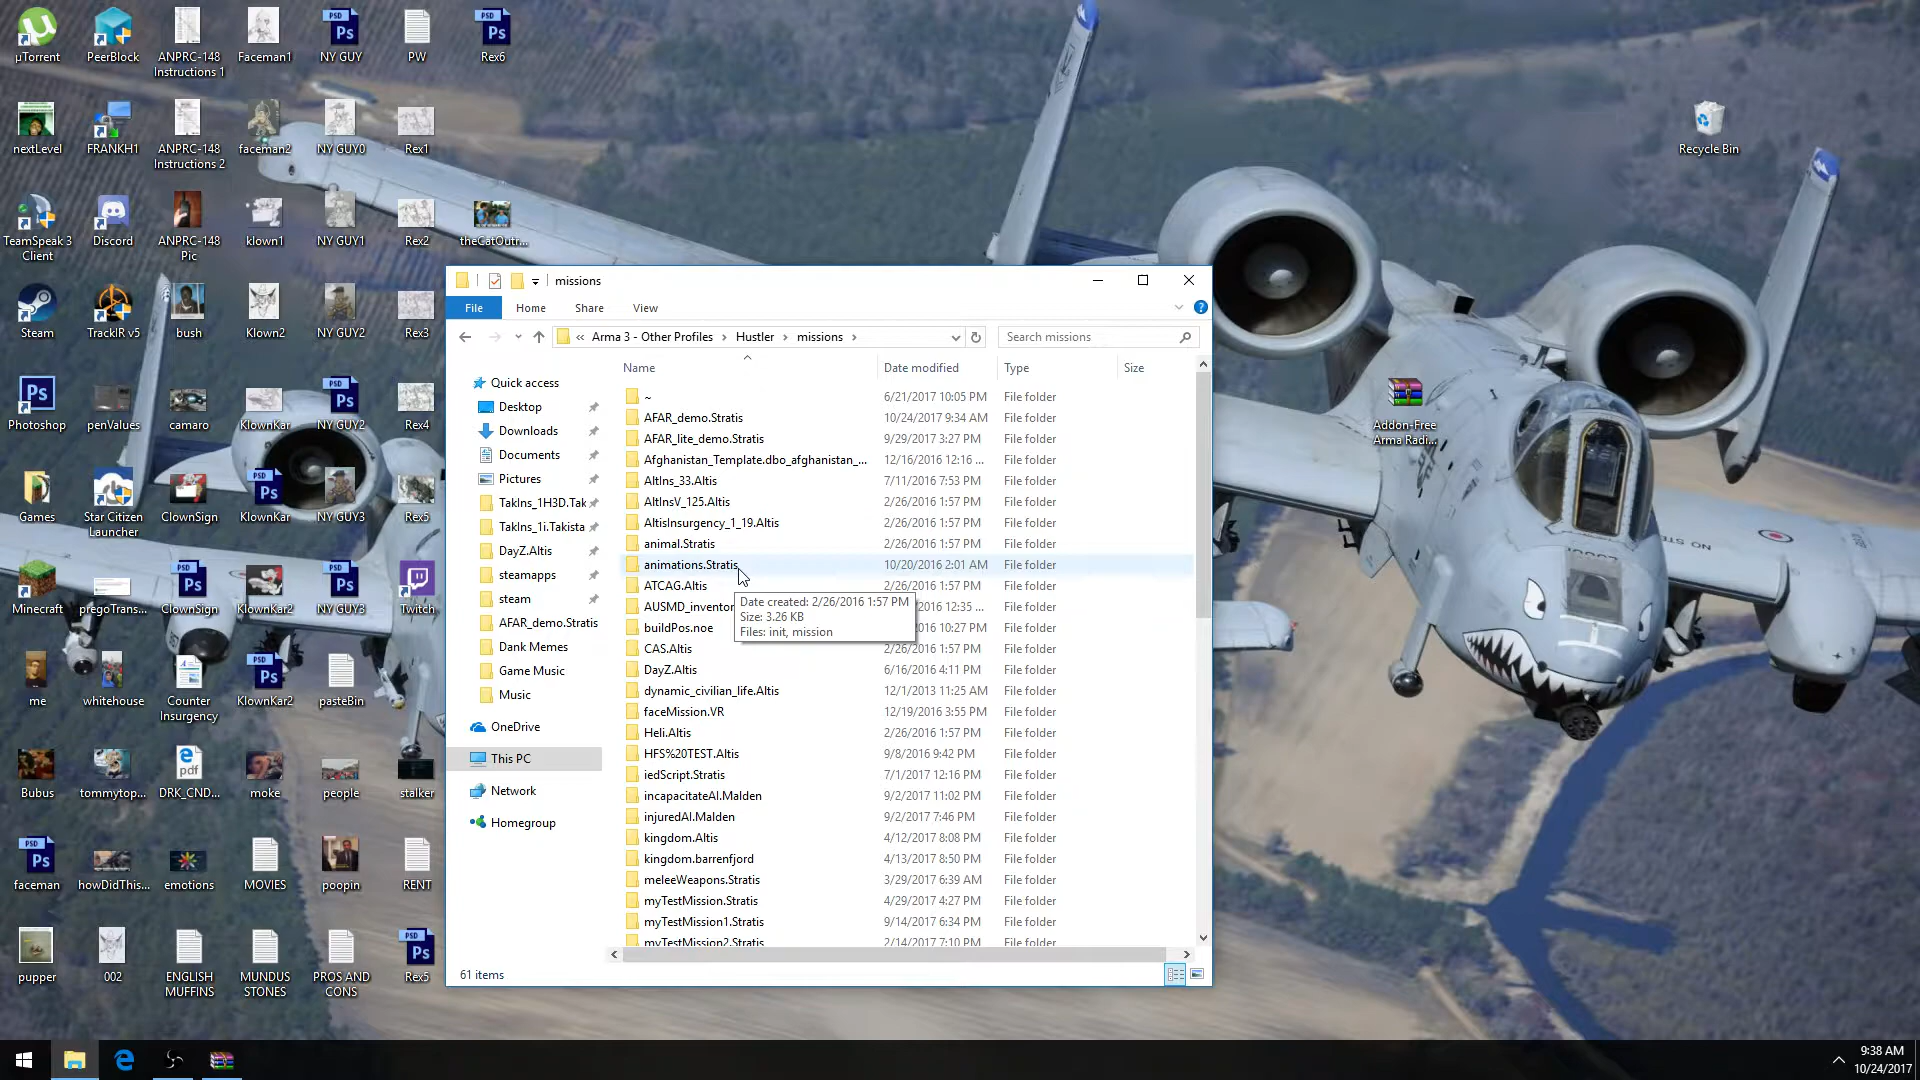 µTorrent
PeerBlock
ANPRC-148
Instructions 1
Faceman1
NY GUY
PW
Rex6
nextLevel
FRANKH1
ANPRC-148
Instructions 2
faceman2
NY GUY0
Rex1
Recycle Bin
TeamSpeak 3
Client
Discord
ANPRC-148
Pic
klown1
NY GUY1
Rex2
theCatOutr...
Steam
TrackIR v5
bush
Klown2
NY GUY2
Rex3
Photoshop
penValues
camaro
KlownKar
NY GUY2
Rex4
Addon-Free
Arma Radi...
Games
Star Citizen
Launcher
ClownSign
KlownKar
NY GUY3
Rex5
Minecraft
pregoTrans...
ClownSign
KlownKar2
NY GUY3
Twitch
me
whitehouse
Counter
Insurgency
KlownKar2
pasteBin
Bubus
tommytop...
DRK_CND...
moke
people
stalker
faceman
howDidThis...
emotions
MOVIES
poopin
RENT
pupper
002
ENGLISH
MUFFINS
MUNDUS
STONES
PROS AND
CONS
Rex5
missions
File Home Share View
« Arma 3 - Other Profiles › Hustler › missions ›
Search missions
Name Date modified Type Size
Quick access
Desktop
Downloads
Documents
Pictures
TakIns_1H3D.Tak
TakIns_1i.Takista
DayZ.Altis
steamapps
steam
AFAR_demo.Stratis
Dank Memes
Game Music
Music
OneDrive
This PC
Network
Homegroup
~ 6/21/2017 10:05 PM File folder
AFAR_demo.Stratis 10/24/2017 9:34 AM File folder
AFAR_lite_demo.Stratis 9/29/2017 3:27 PM File folder
Afghanistan_Template.dbo_afghanistan_... 12/16/2016 12:16 ... File folder
AltIns_33.Altis 7/11/2016 7:53 PM File folder
AltInsV_125.Altis 2/26/2016 1:57 PM File folder
AltisInsurgency_1_19.Altis 2/26/2016 1:57 PM File folder
animal.Stratis 2/26/2016 1:57 PM File folder
animations.Stratis 10/20/2016 2:01 AM File folder
ATCAG.Altis 2/26/2016 1:57 PM File folder
AUSMD_inventor 2016 12:35 ... File folder
buildPos.noe 2016 10:27 PM File folder
CAS.Altis 2/26/2016 1:57 PM File folder
DayZ.Altis 6/16/2016 4:11 PM File folder
dynamic_civilian_life.Altis 12/1/2013 11:25 AM File folder
faceMission.VR 12/19/2016 3:55 PM File folder
Heli.Altis 2/26/2016 1:57 PM File folder
HFS%20TEST.Altis 9/8/2016 9:42 PM File folder
iedScript.Stratis 7/1/2017 12:16 PM File folder
incapacitateAI.Malden 9/2/2017 11:02 PM File folder
injuredAI.Malden 9/2/2017 7:46 PM File folder
kingdom.Altis 4/12/2017 8:08 PM File folder
kingdom.barrenfjord 4/13/2017 8:50 PM File folder
meleeWeapons.Stratis 3/29/2017 6:39 AM File folder
myTestMission.Stratis 4/29/2017 4:27 PM File folder
myTestMission1.Stratis 9/14/2017 6:34 PM File folder
myTestMission2.Stratis 2/14/2017 7:10 PM File folder
Date created: 2/26/2016 1:57 PM
Size: 3.26 KB
Files: init, mission
61 items
9:38 AM
10/24/2017